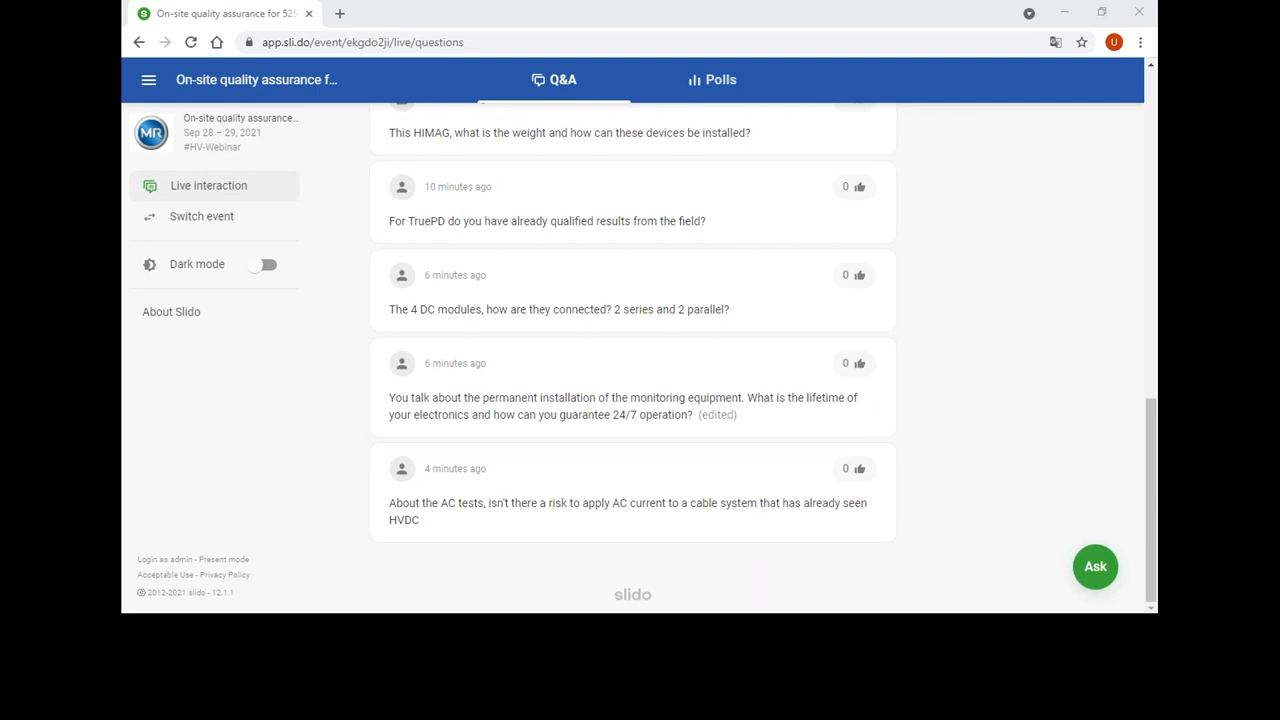 On-site quality assurance for 525
app.sli.do/event/ekgdo2ji/live/questions
U
On-site quality assurance f...
Q&A
Polls
MR
On-site quality assurance...
Sep 28 – 29, 2021
#HV-Webinar
Live interaction
Switch event
Dark mode
About Slido
This HIMAG, what is the weight and how can these devices be installed?
10 minutes ago
0
For TruePD do you have already qualified results from the field?
6 minutes ago
0
The 4 DC modules, how are they connected? 2 series and 2 parallel?
6 minutes ago
0
You talk about the permanent installation of the monitoring equipment. What is the lifetime of
your electronics and how can you guarantee 24/7 operation? (edited)
4 minutes ago
0
About the AC tests, isn't there a risk to apply AC current to a cable system that has already seen
HVDC
Login as admin - Present mode
Acceptable Use - Privacy Policy
© 2012-2021 slido - 12.1.1
slido
Ask